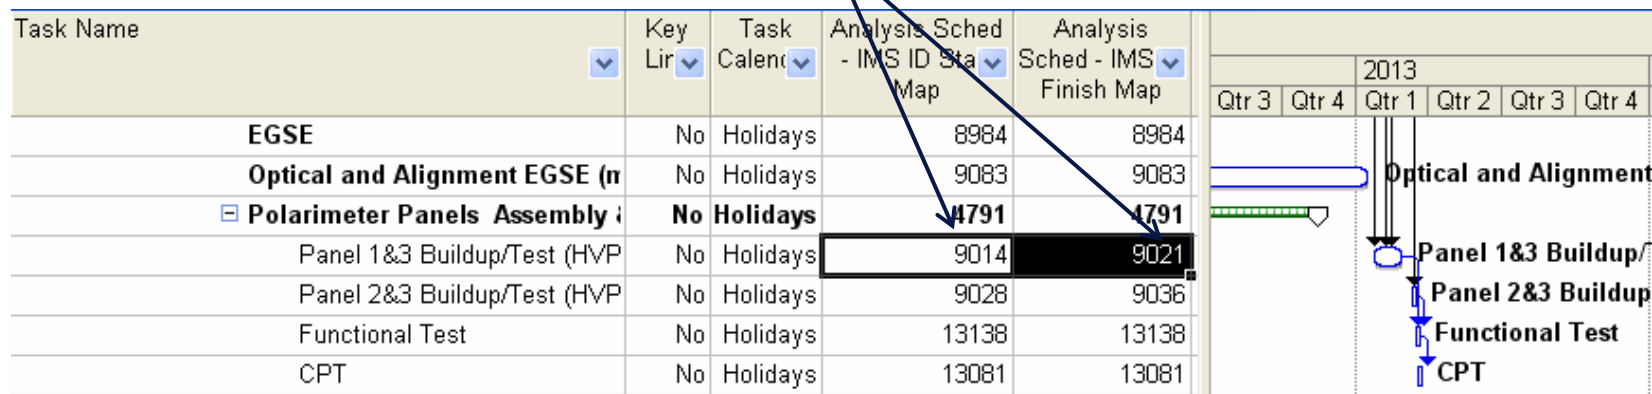 Task Name Key Task Analysis Sched Analysis
Lir Calen - IMS ID Sta Sched - IMS 2013
Map Finish Map Qtr 3 Qtr 4 Qtr 1 Qtr 2 Qtr 3 Qtr 4
EGSE No Holidays 8984 8984
Optical and Alignment EGSE (m No Holidays 9083 9083 Optical and Alignment
Polarimeter Panels Assembly No Holidays 4791 4791
Panel 1&3 Buildup/Test (HVP No Holidays 9014 9021 Panel 1&3 Buildup/
Panel 2&3 Buildup/Test (HVP No Holidays 9028 9036 Panel 2&3 Buildup
Functional Test No Holidays 13138 13138 Functional Test
CPT No Holidays 13081 13081 CPT